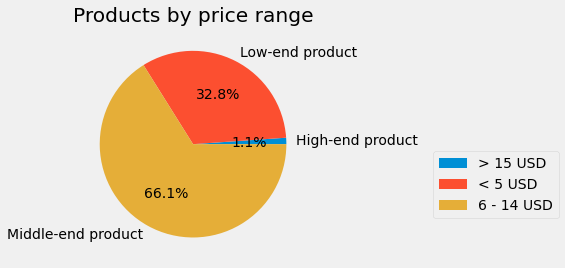 Products by price range
Low-end product
32.8%
1.1%
High-end product
66.1%
Middle-end product
> 15 USD
< 5 USD
6 - 14 USD